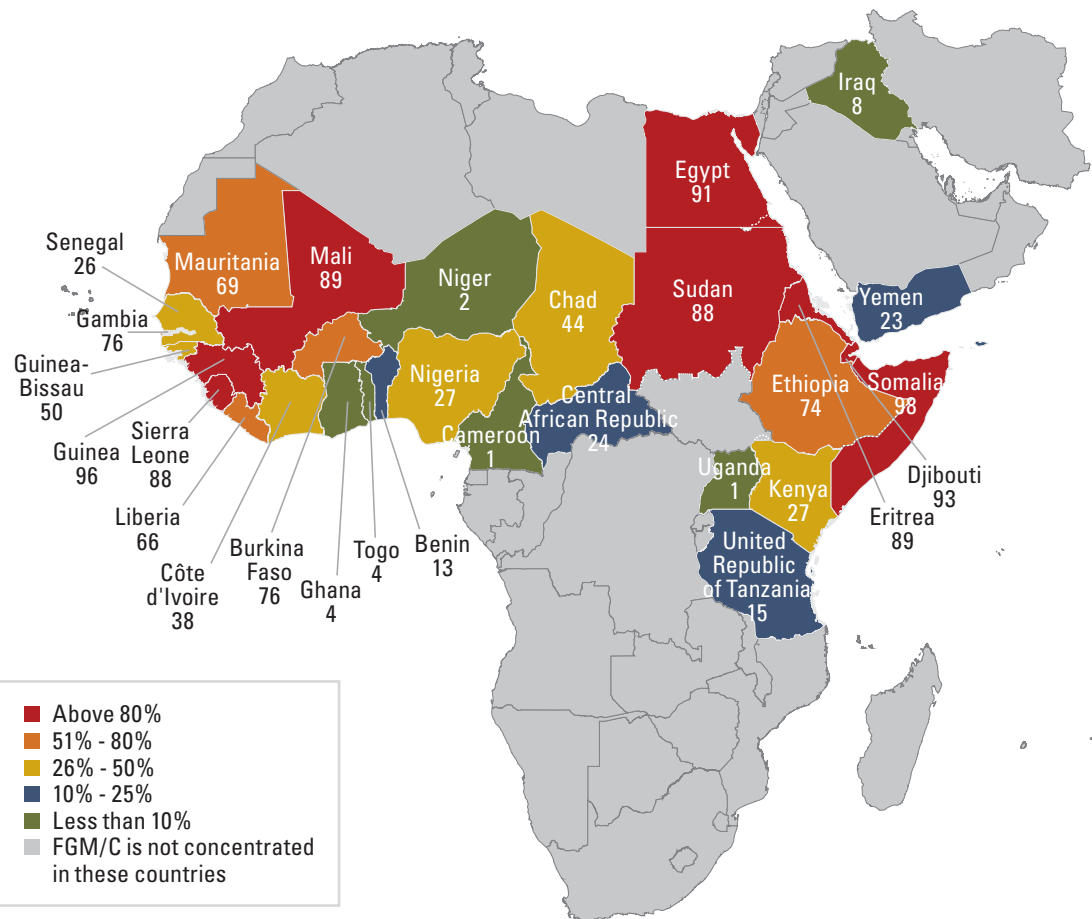 Iraq
8
Egypt
91
Senegal
26
Mauritania
69
Mali
89
Niger
2
Chad
44
Sudan
88
Yemen
23
Gambia
76
Guinea-
Bissau
50
Nigeria
27
Ethiopia
74
Somalia
98
Central
African Republic
24
Cameroon
1
Uganda
1
Kenya
27
Guinea
96
Sierra
Leone
88
Djibouti
93
Eritrea
89
Liberia
66
Burkina
Faso
76
Togo
4
Benin
13
United
Republic
of Tanzania
15
Côte
d'Ivoire
38
Ghana
4
Above 80%
51% - 80%
26% - 50%
10% - 25%
Less than 10%
FGM/C is not concentrated
in these countries